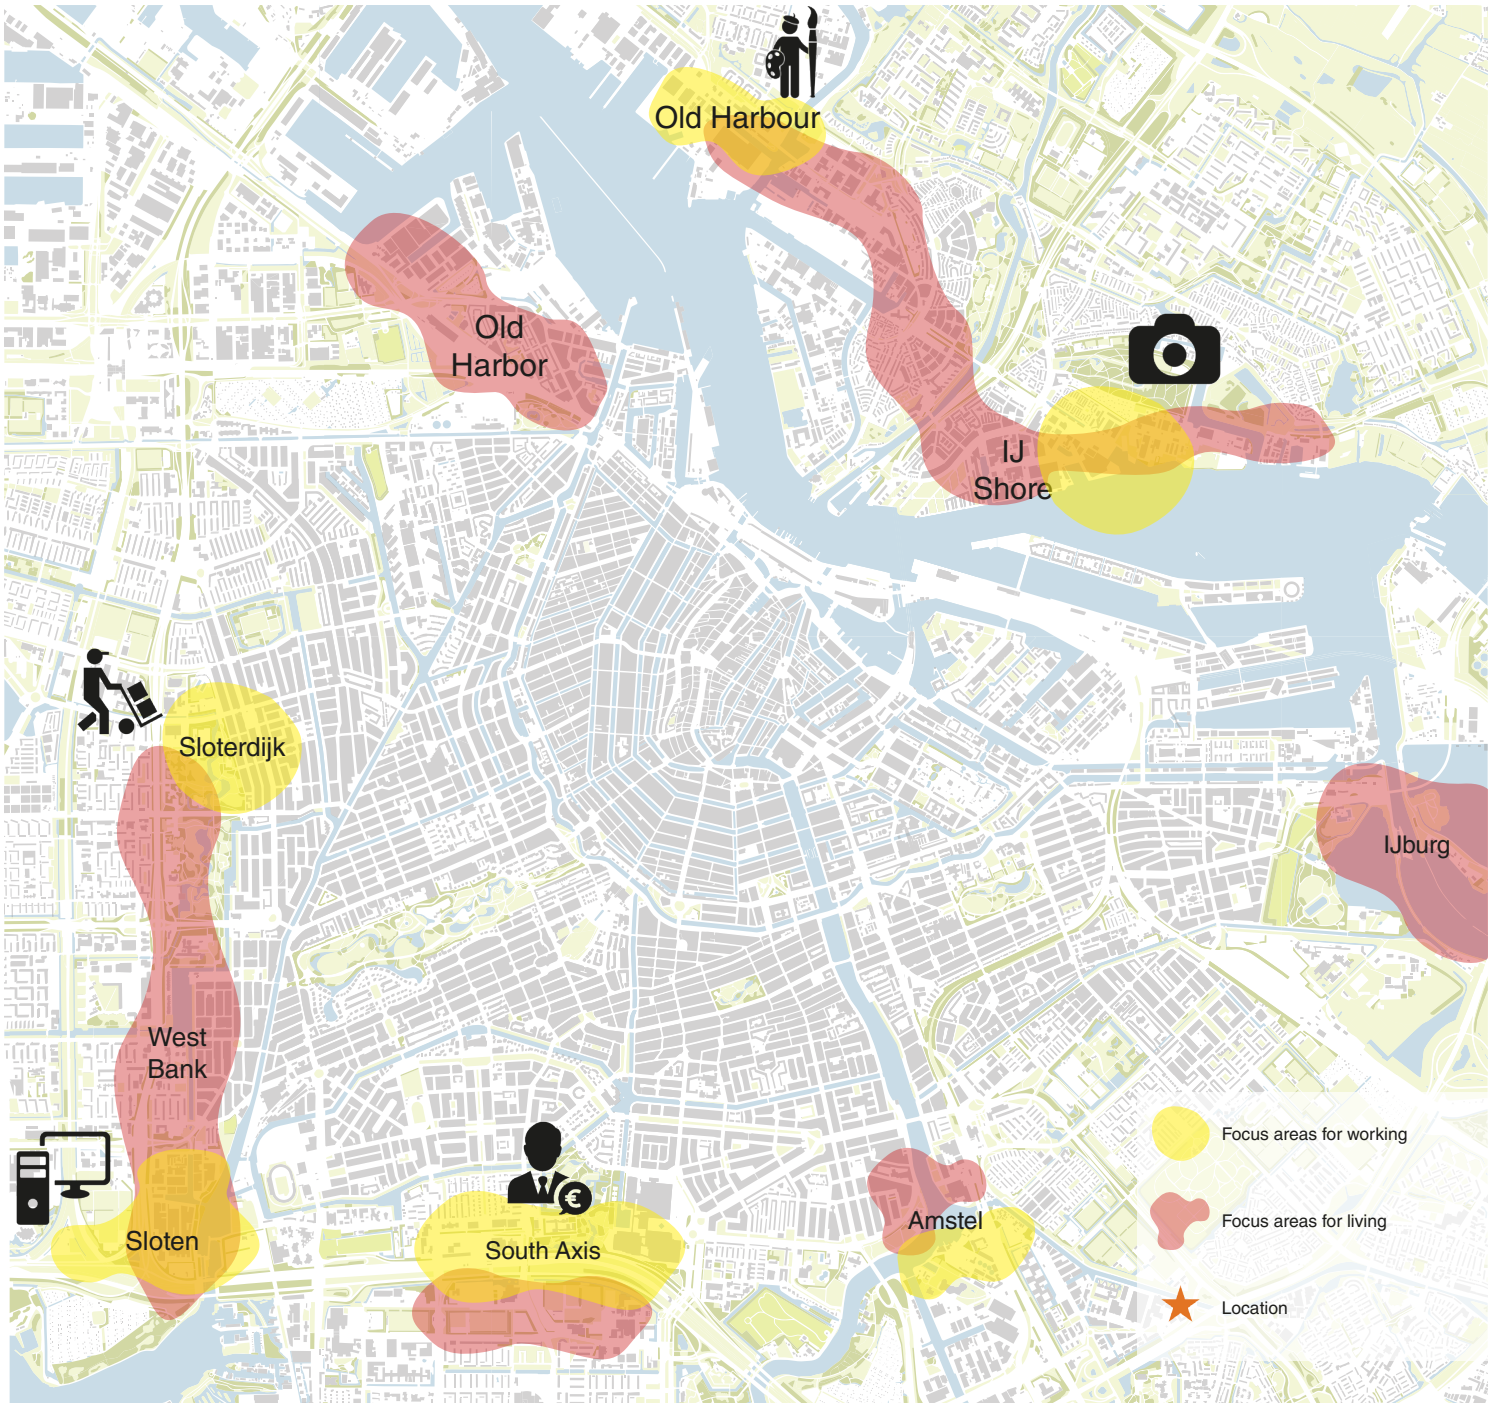 Old Harbour
Old
Harbor
IJ
Shore
Sloterdijk
IJburg
West
Bank
Sloten
South Axis
€
Amstel
Focus areas for working
Focus areas for living
Location